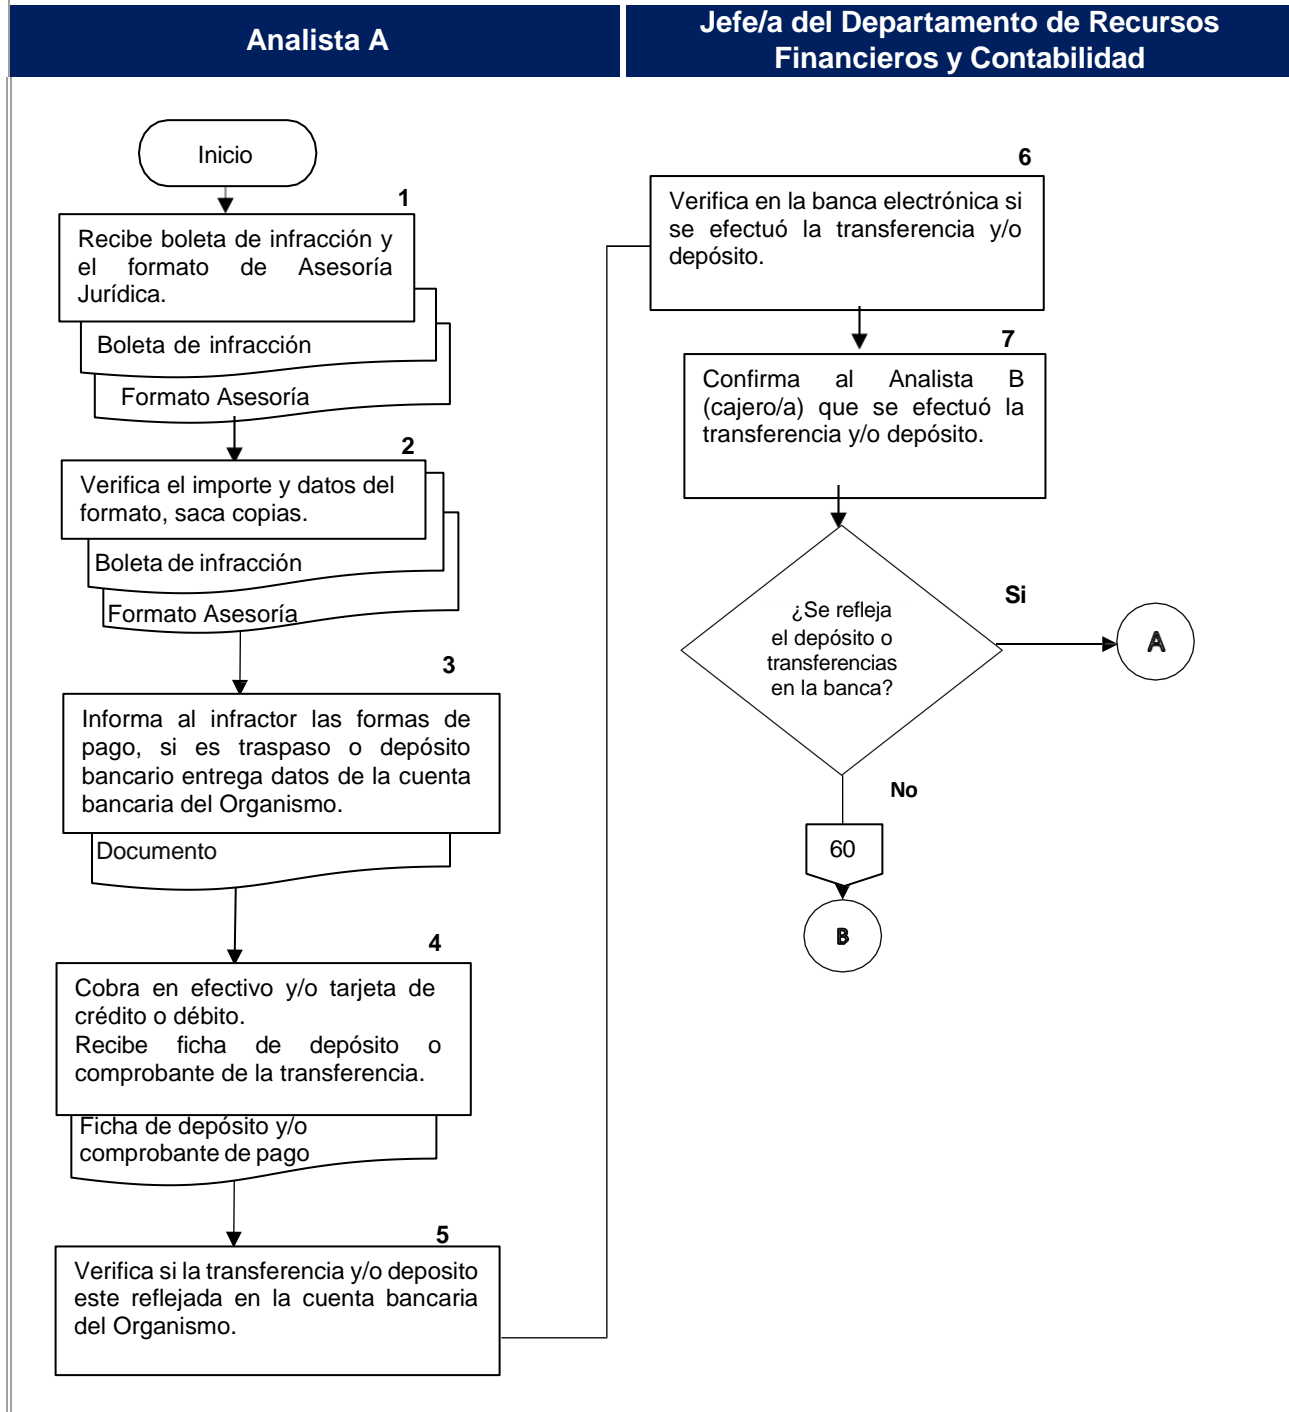 Analista A
Jefe/a del Departamento de Recursos
Financieros y Contabilidad
Inicio
1
Recibe boleta de infracción y
el formato de Asesoría
Jurídica.
Boleta de infracción
Formato Asesoría
2
Verifica el importe y datos del
formato, saca copias.
Boleta de infracción
Formato Asesoría
3
Informa al infractor las formas de
pago, si es traspaso o depósito
bancario entrega datos de la cuenta
bancaria del Organismo.
Documento
4
Cobra en efectivo y/o tarjeta de
crédito o débito.
Recibe ficha de depósito o
comprobante de la transferencia.
Ficha de depósito y/o
comprobante de pago
5
Verifica si la transferencia y/o deposito
este reflejada en la cuenta bancaria
del Organismo.
6
Verifica en la banca electrónica si
se efectuó la transferencia y/o
depósito.
7
Confirma al Analista B
(cajero/a) que se efectuó la
transferencia y/o depósito.
¿Se refleja
el depósito o
transferencias
en la banca?
Si
A
No
60
B